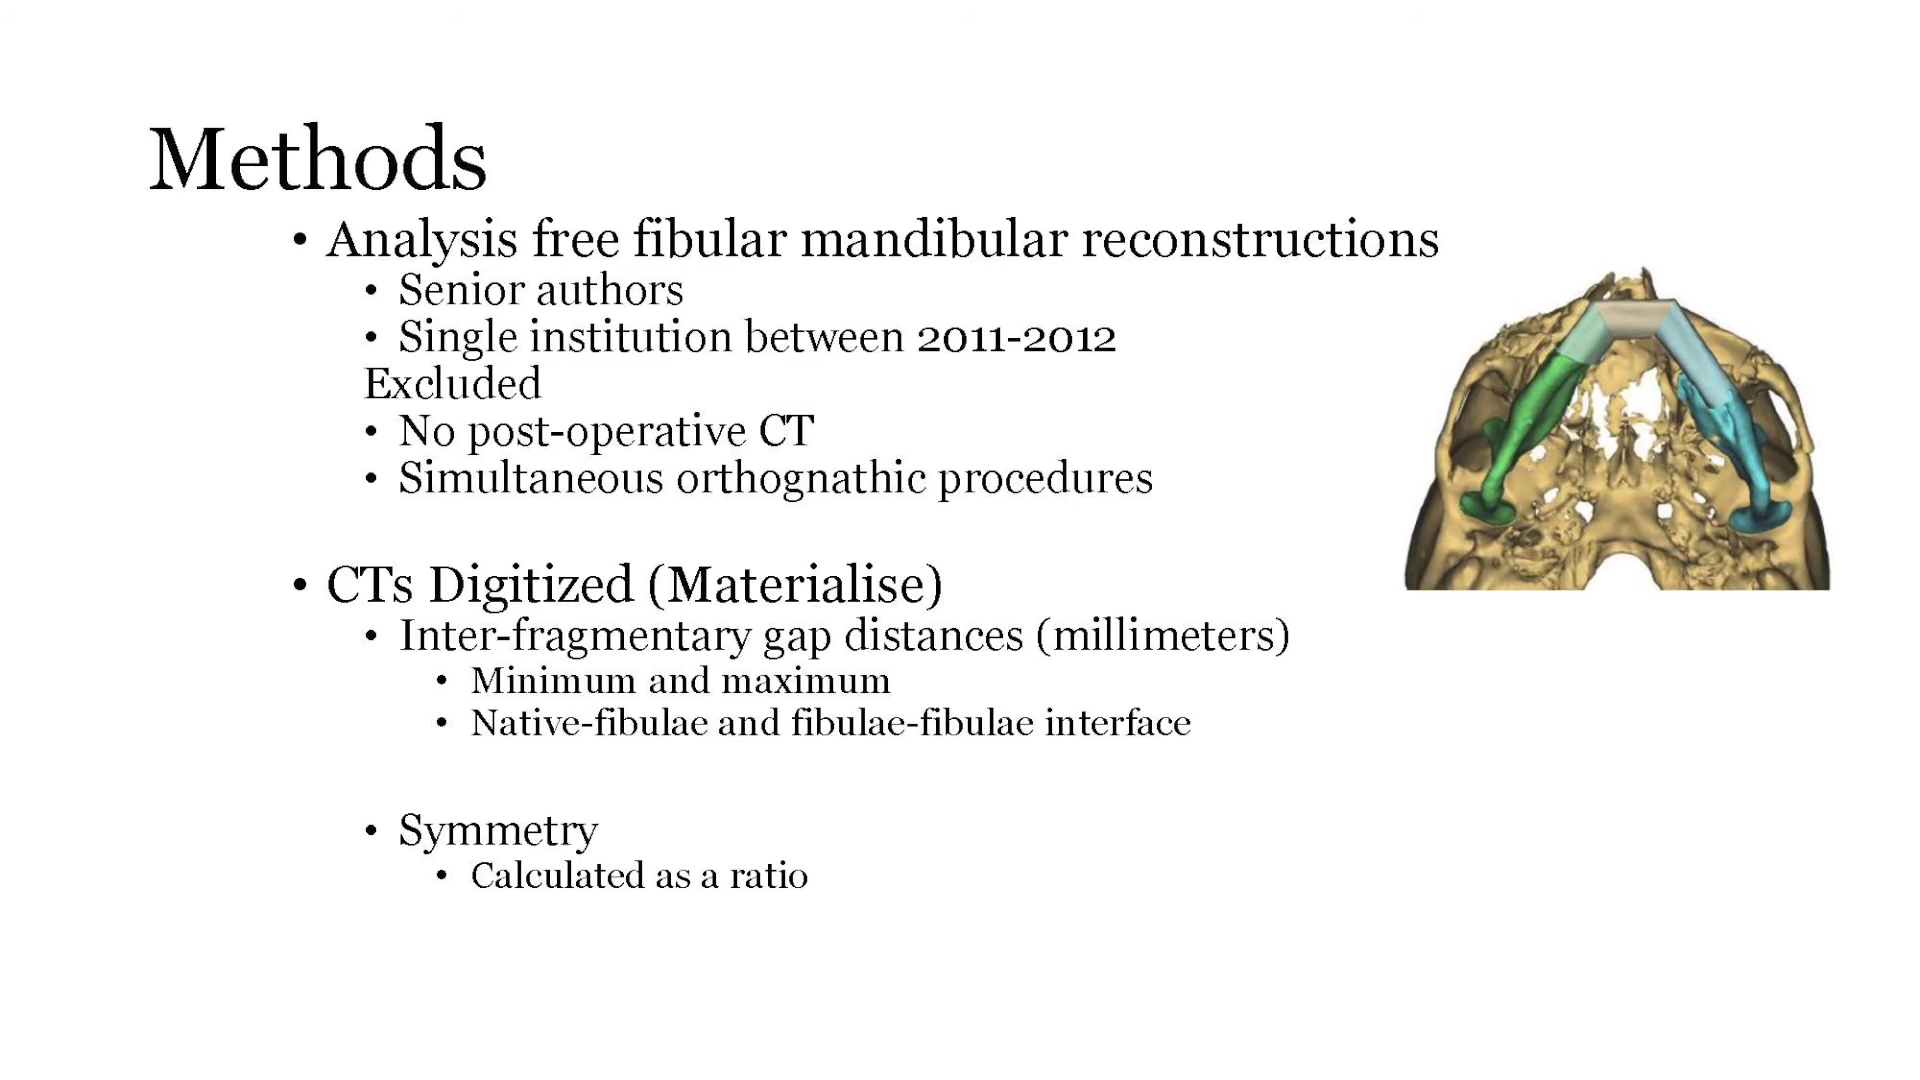 Methods
• Analysis free fibular mandibular reconstructions
• Senior authors
• Single institution between 2011-2012
Excluded
• No post-operative CT
• Simultaneous orthognathic procedures
• CTs Digitized (Materialise)
• Inter-fragmentary gap distances (millimeters)
• Minimum and maximum
• Native-fibulae and fibulae-fibulae interface
• Symmetry
• Calculated as a ratio